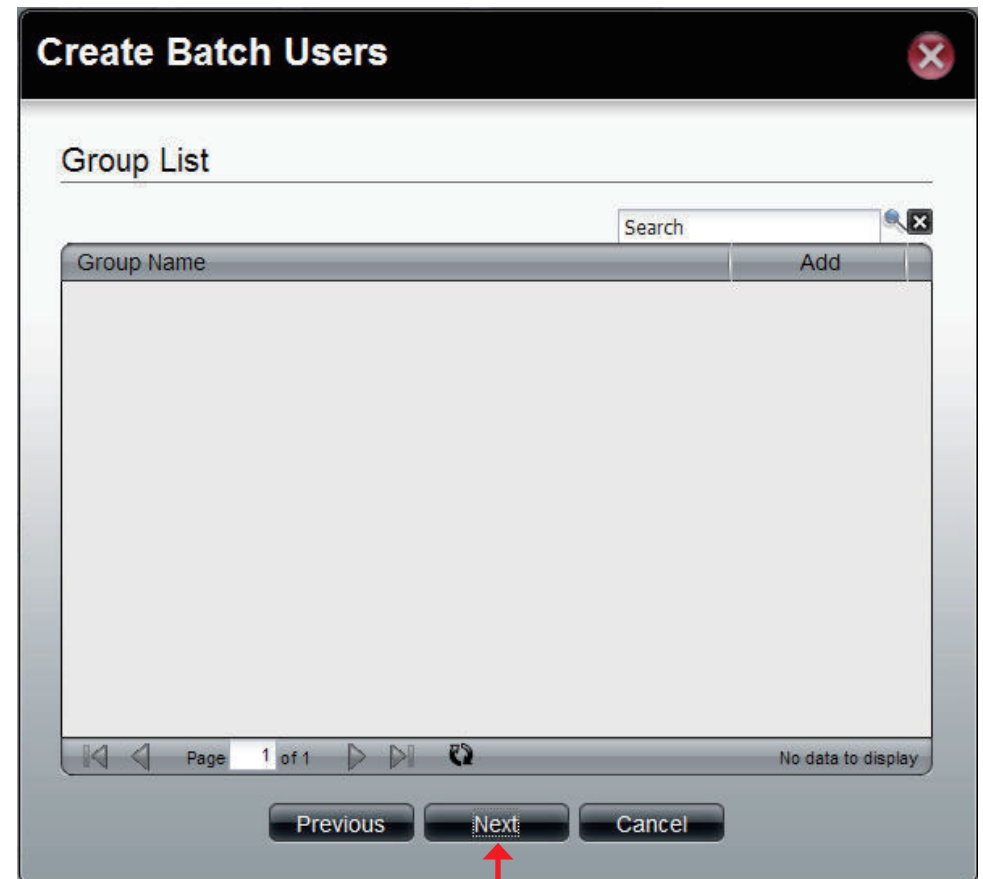 Create Batch Users
Group List
Search
Group Name Add
Page 1 of 1 No data to display
Previous Next Cancel